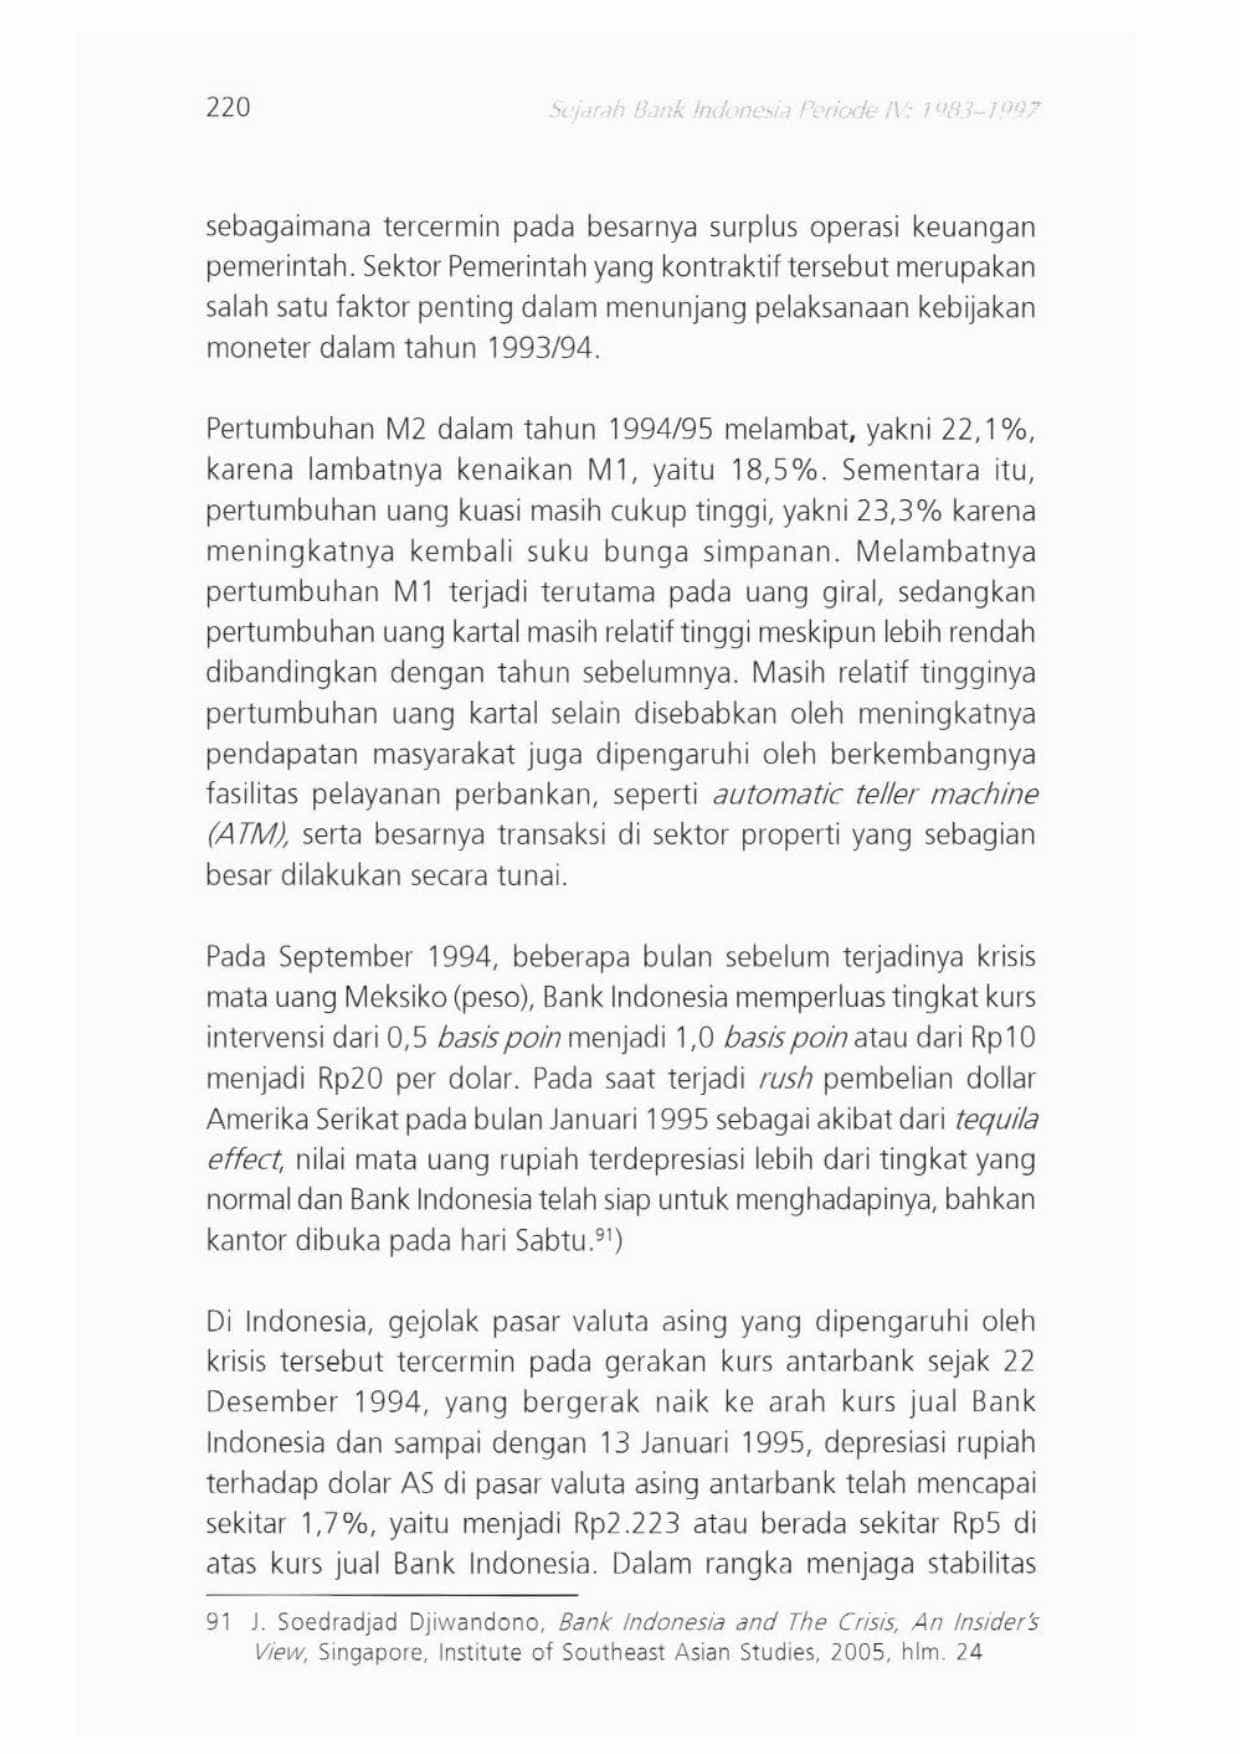 220
Sejarah Bank Indonesia Periode IV: 1983–1997
sebagaimana tercermin pada besarnya surplus operasi keuangan
pemerintah. Sektor Pemerintah yang kontraktif tersebut merupakan
salah satu faktor penting dalam menunjang pelaksanaan kebijakan
moneter dalam tahun 1993/94.
Pertumbuhan M2 dalam tahun 1994/95 melambat, yakni 22,1%,
karena lambatnya kenaikan M1, yaitu 18,5%. Sementara itu,
pertumbuhan uang kuasi masih cukup tinggi, yakni 23,3% karena
meningkatnya kembali suku bunga simpanan. Melambatnya
pertumbuhan M1 terjadi terutama pada uang giral, sedangkan
pertumbuhan uang kartal masih relatif tinggi meskipun lebih rendah
dibandingkan dengan tahun sebelumnya. Masih relatif tingginya
pertumbuhan uang kartal selain disebabkan oleh meningkatnya
pendapatan masyarakat juga dipengaruhi oleh berkembangnya
fasilitas pelayanan perbankan, seperti automatic teller machine
(ATM), serta besarnya transaksi di sektor properti yang sebagian
besar dilakukan secara tunai.
Pada September 1994, beberapa bulan sebelum terjadinya krisis
mata uang Meksiko (peso), Bank Indonesia memperluas tingkat kurs
intervensi dari 0,5 basis poin menjadi 1,0 basis poin atau dari Rp10
menjadi Rp20 per dolar. Pada saat terjadi rush pembelian dollar
Amerika Serikat pada bulan Januari 1995 sebagai akibat dari tequila
effect, nilai mata uang rupiah terdepresiasi lebih dari tingkat yang
normal dan Bank Indonesia telah siap untuk menghadapinya, bahkan
kantor dibuka pada hari Sabtu.⁹¹)
Di Indonesia, gejolak pasar valuta asing yang dipengaruhi oleh
krisis tersebut tercermin pada gerakan kurs antarbank sejak 22
Desember 1994, yang bergerak naik ke arah kurs jual Bank
Indonesia dan sampai dengan 13 Januari 1995, depresiasi rupiah
terhadap dolar AS di pasar valuta asing antarbank telah mencapai
sekitar 1,7%, yaitu menjadi Rp2.223 atau berada sekitar Rp5 di
atas kurs jual Bank Indonesia. Dalam rangka menjaga stabilitas
91 J. Soedradjad Djiwandono, Bank Indonesia and The Crisis, An Insider's
View, Singapore, Institute of Southeast Asian Studies, 2005, hlm. 24